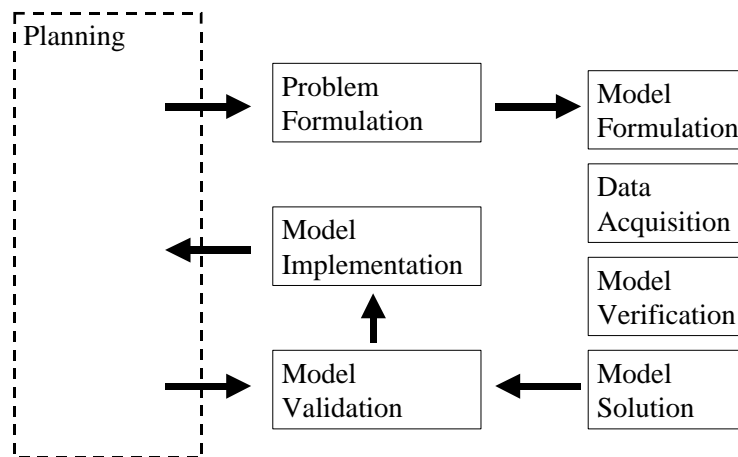 Planning
Problem
Formulation
Model
Formulation
Data
Acquisition
Model
Implementation
Model
Verification
Model
Validation
Model
Solution